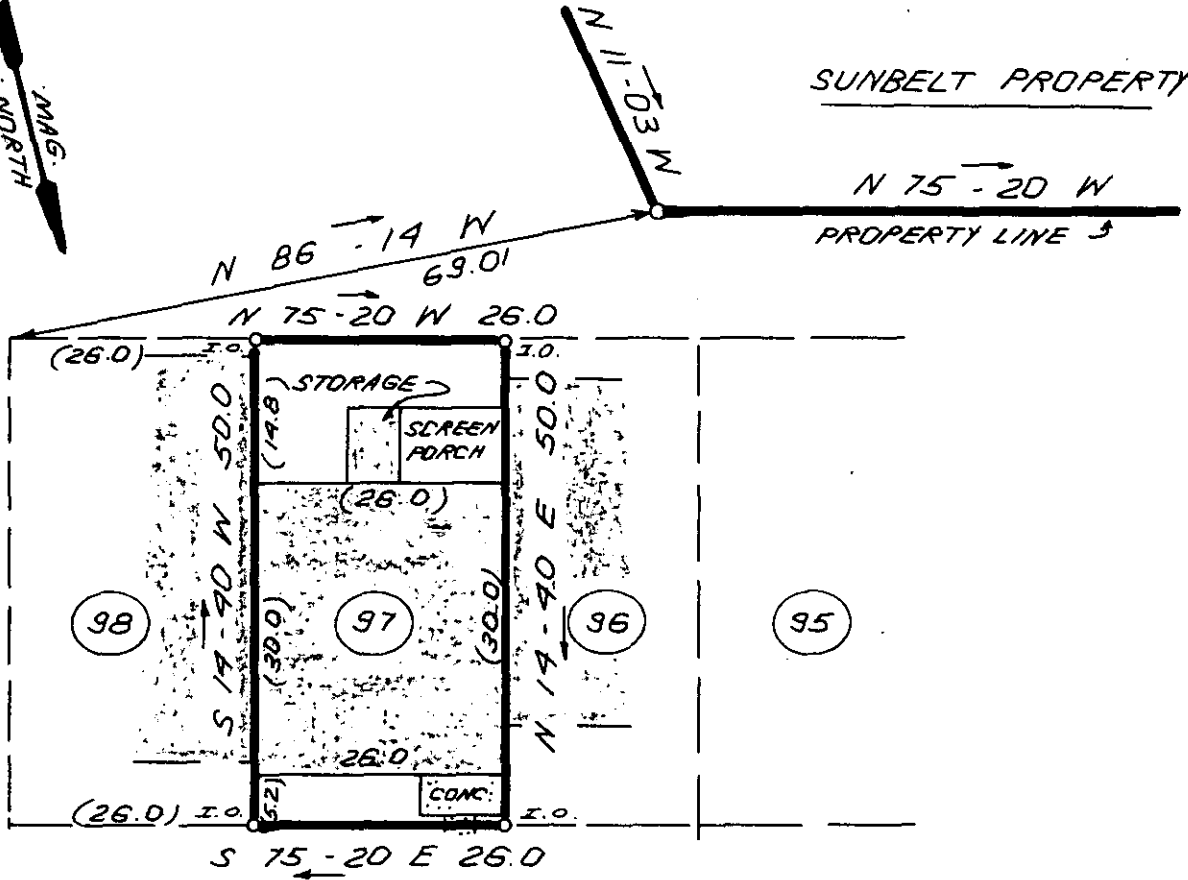 MAG.
NORTH
N 11-03 W
SUNBELT PROPERTY
N 75-20 W
PROPERTY LINE
N 86-14 W
69.01
N 75-20 W 26.0
(26.0)
I.O.
I.O.
STORAGE
(14.8)
SCREEN
PORCH
(26.0)
S 14-40 W 50.0
N 14-40 E 50.0
(30.0)
(30.0)
98
97
96
95
26.0
(5.2)
CONC.
(26.0)
I.O.
I.O.
S 75-20 E 26.0